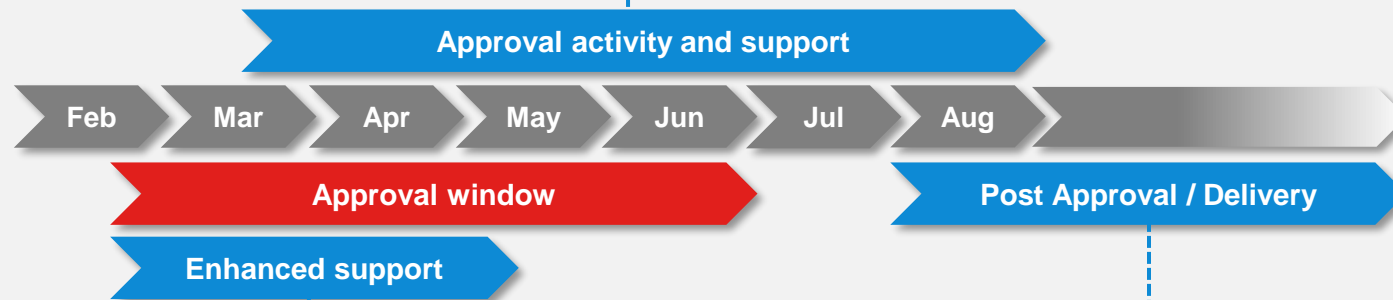 Approval activity and support
Feb Mar Apr May Jun Jul Aug
Approval window
Post Approval / Delivery
Enhanced support